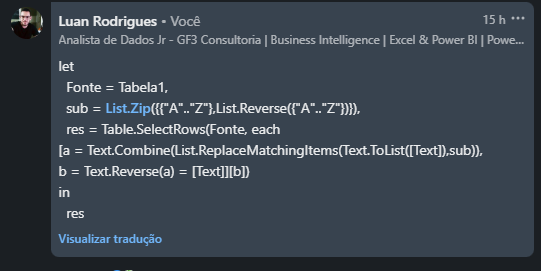 Luan Rodrigues • Você
15 h
Analista de Dados Jr - GF3 Consultoria | Business Intelligence | Excel & Power BI | Powe...
let
Fonte = Tabela1,
sub = List.Zip({{"A".."Z"},List.Reverse({"A".."Z"})}),
res = Table.SelectRows(Fonte, each
[a = Text.Combine(List.ReplaceMatchingItems(Text.ToList([Text]),sub)),
b = Text.Reverse(a) = [Text]][b])
in
res
Visualizar tradução